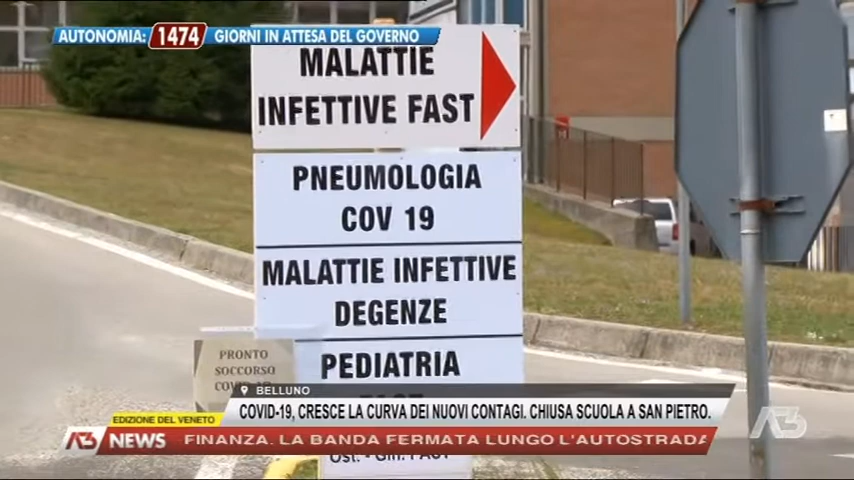 AUTONOMIA: 1474 GIORNI IN ATTESA DEL GOVERNO
MALATTIE
INFETTIVE FAST
PNEUMOLOGIA
COV 19
MALATTIE INFETTIVE
DEGENZE
PRONTO
SOCCORSO
PEDIATRIA
BELLUNO
COVID-19, CRESCE LA CURVA DEI NUOVI CONTAGI. CHIUSA SCUOLA A SAN PIETRO.
EDIZIONE DEL VENETO
A3 NEWS
FINANZA. LA BANDA FERMATA LUNGO L'AUTOSTRADA
A3